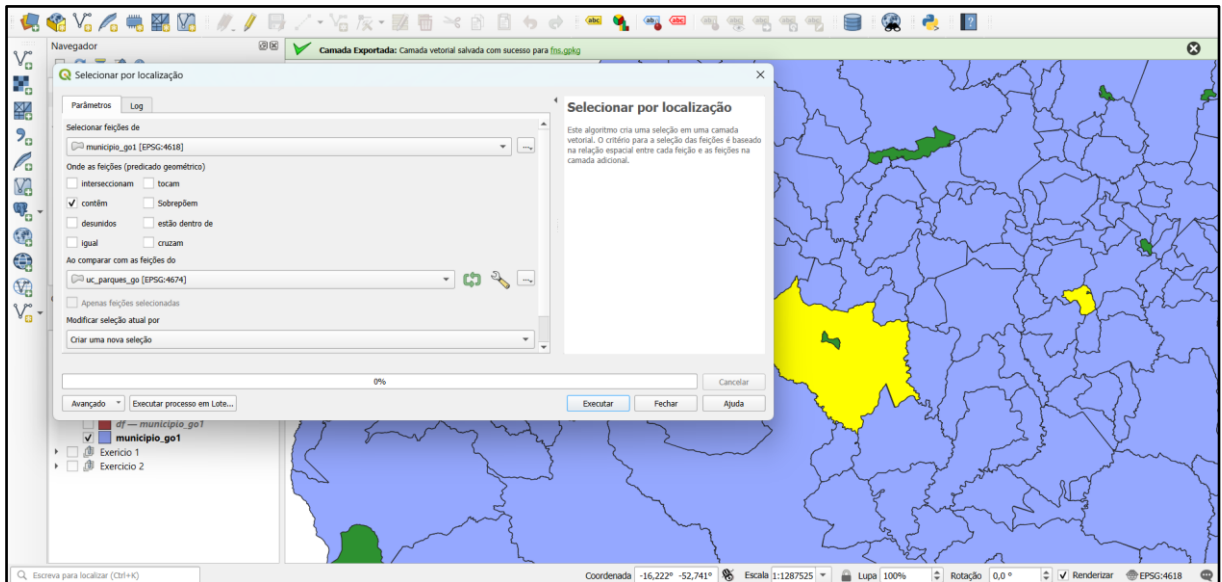 abc
abc
abc
Navegador
Camada Exportada: Camada vetorial salvada com sucesso para fns.gpkg
Selecionar por localização
Parâmetros
Log
Selecionar feições de
municipio_go1 [EPSG:4618]
Onde as feições (predicado geométrico)
interseccionam
tocam
contêm
Sobrepõem
desunidos
estão dentro de
igual
cruzam
Ao comparar com as feições do
uc_parques_go [EPSG:4674]
Apenas feições selecionadas
Modificar seleção atual por
Criar uma nova seleção
Selecionar por localização
Este algoritmo cria uma seleção em uma camada
vetorial. O critério para a seleção das feições é baseado
na relação espacial entre cada feição e as feições na
camada adicional.
0%
Cancelar
Avançado
Executar processo em Lote...
Executar
Fechar
Ajuda
df — municipio_go1
municipio_go1
Exericio 1
Exercicio 2
Escreva para localizar (Ctrl+K)
Coordenada -16,222° -52,741°
Escala 1:1287525
Lupa 100%
Rotação 0,0 °
Renderizar
EPSG:4618